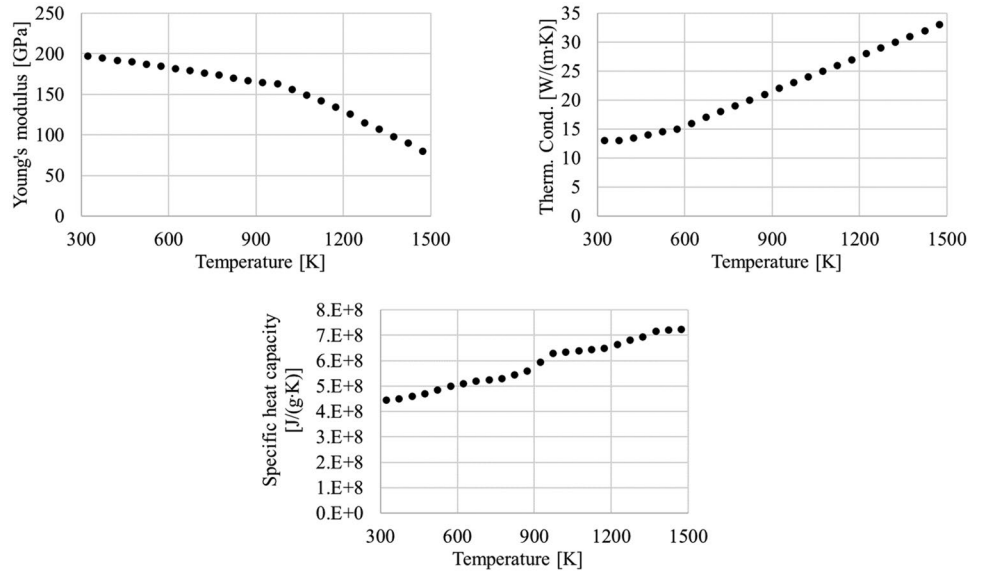 Young's modulus [GPa]
250
200
150
100
50
0
300 600 900 1200 1500
Temperature [K]
Therm. Cond. [W/(m·K)]
35
30
25
20
15
10
5
0
300 600 900 1200 1500
Temperature [K]
Specific heat capacity
[J/(g·K)]
8.E+8
7.E+8
6.E+8
5.E+8
4.E+8
3.E+8
2.E+8
1.E+8
0.E+0
300 600 900 1200 1500
Temperature [K]